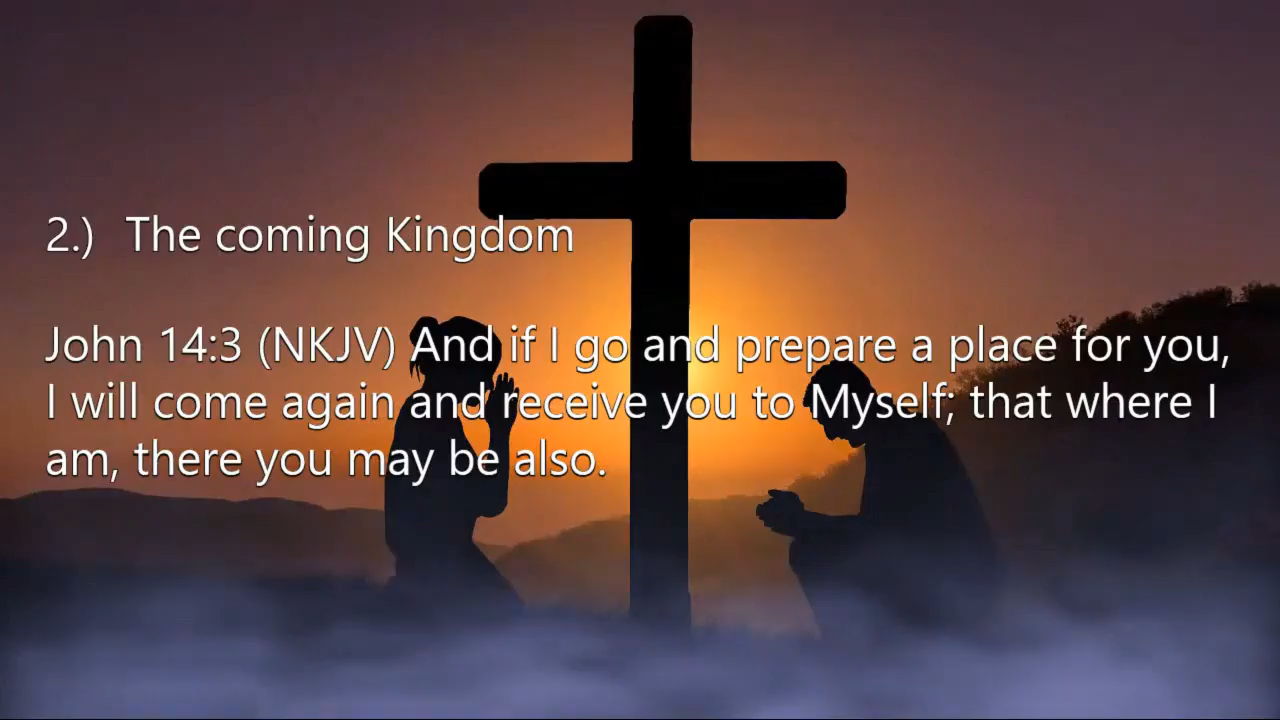 2.) The coming Kingdom
John 14:3 (NKJV) And if I go and prepare a place for you,
I will come again and receive you to Myself; that where I
am, there you may be also.